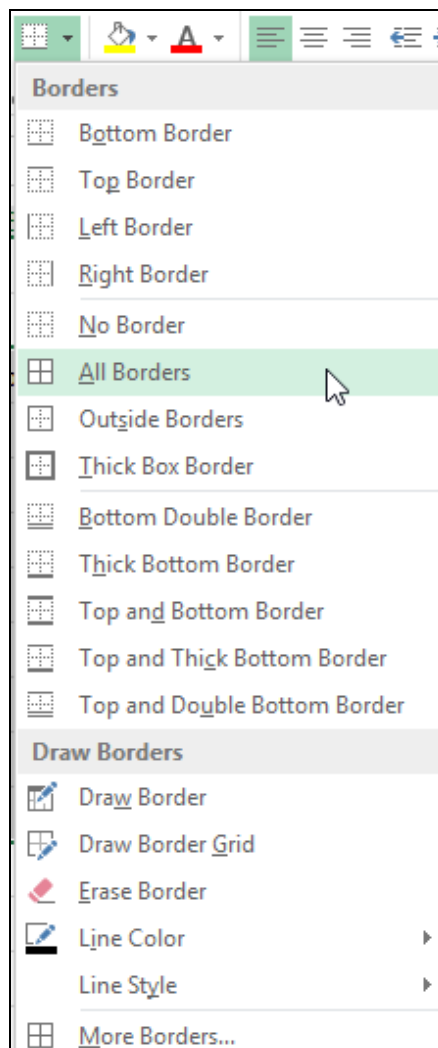 A
Borders
Bottom Border
Top Border
Left Border
Right Border
No Border
All Borders
Outside Borders
Thick Box Border
Bottom Double Border
Thick Bottom Border
Top and Bottom Border
Top and Thick Bottom Border
Top and Double Bottom Border
Draw Borders
Draw Border
Draw Border Grid
Erase Border
Line Color
Line Style
More Borders...